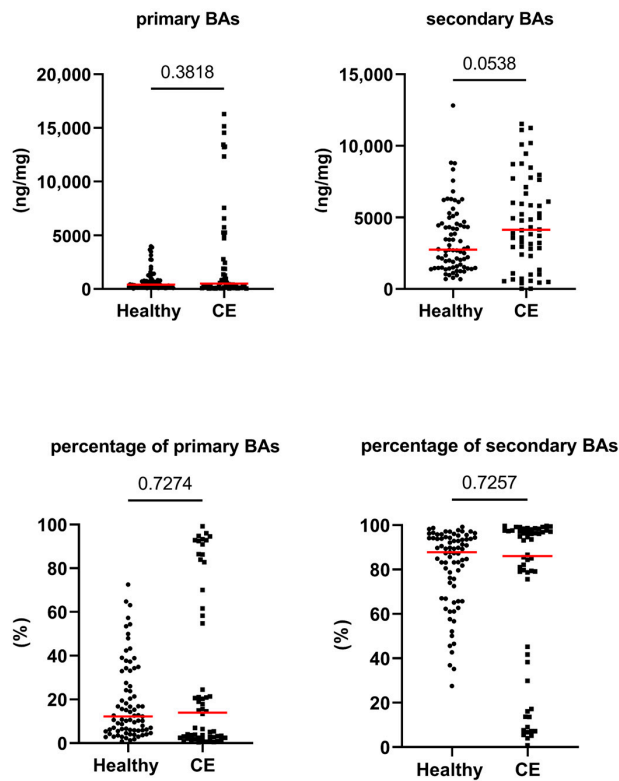 primary BAs
0.3818
20,000
15,000
10,000
5000
0
(ng/mg)
Healthy
CE
secondary BAs
0.0538
15,000
10,000
5000
0
(ng/mg)
Healthy
CE
percentage of primary BAs
0.7274
100
80
60
40
20
0
(%)
Healthy
CE
percentage of secondary BAs
0.7257
100
80
60
40
20
0
(%)
Healthy
CE